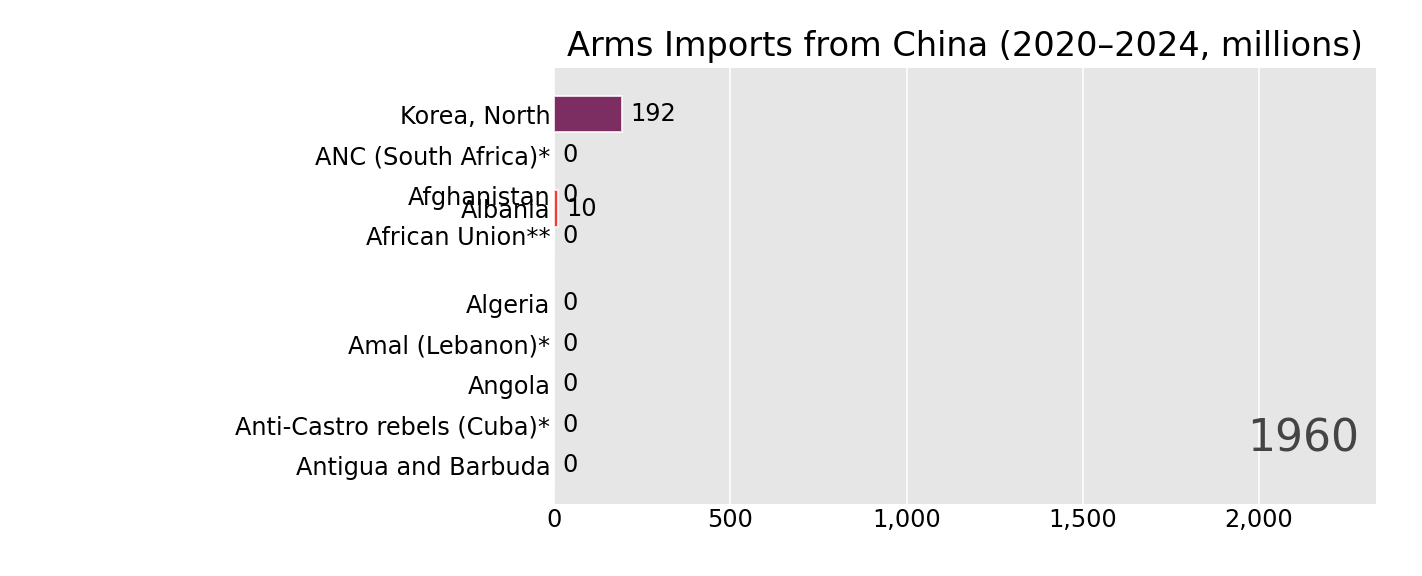 Arms Imports from China (2020–2024, millions)
Korea, North 192
ANC (South Africa)* 0
Afghanistan 0
Albania 10
African Union** 0
Algeria 0
Amal (Lebanon)* 0
Angola 0
Anti-Castro rebels (Cuba)* 0
1960
Antigua and Barbuda 0
0 500 1,000 1,500 2,000